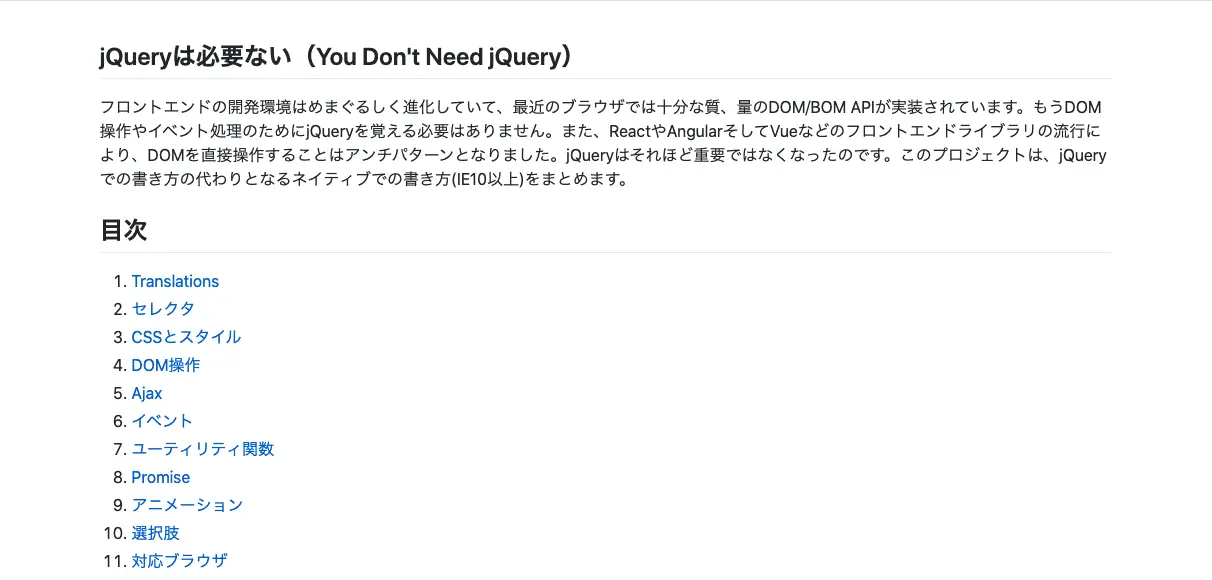 jQueryは必要ない（You Don't Need jQuery）
フロントエンドの開発環境はめまぐるしく進化していて、最近のブラウザでは十分な質、量のDOM/BOM APIが実装されています。もうDOM
操作やイベント処理のためにjQueryを覚える必要はありません。また、ReactやAngularそしてVueなどのフロントエンドライブラリの流行に
より、DOMを直接操作することはアンチパターンとなりました。jQueryはそれほど重要ではなくなったのです。このプロジェクトは、jQuery
での書き方の代わりとなるネイティブでの書き方(IE10以上)をまとめます。
目次
1. Translations
2. セレクタ
3. CSSとスタイル
4. DOM操作
5. Ajax
6. イベント
7. ユーティリティ関数
8. Promise
9. アニメーション
10. 選択肢
11. 対応ブラウザ